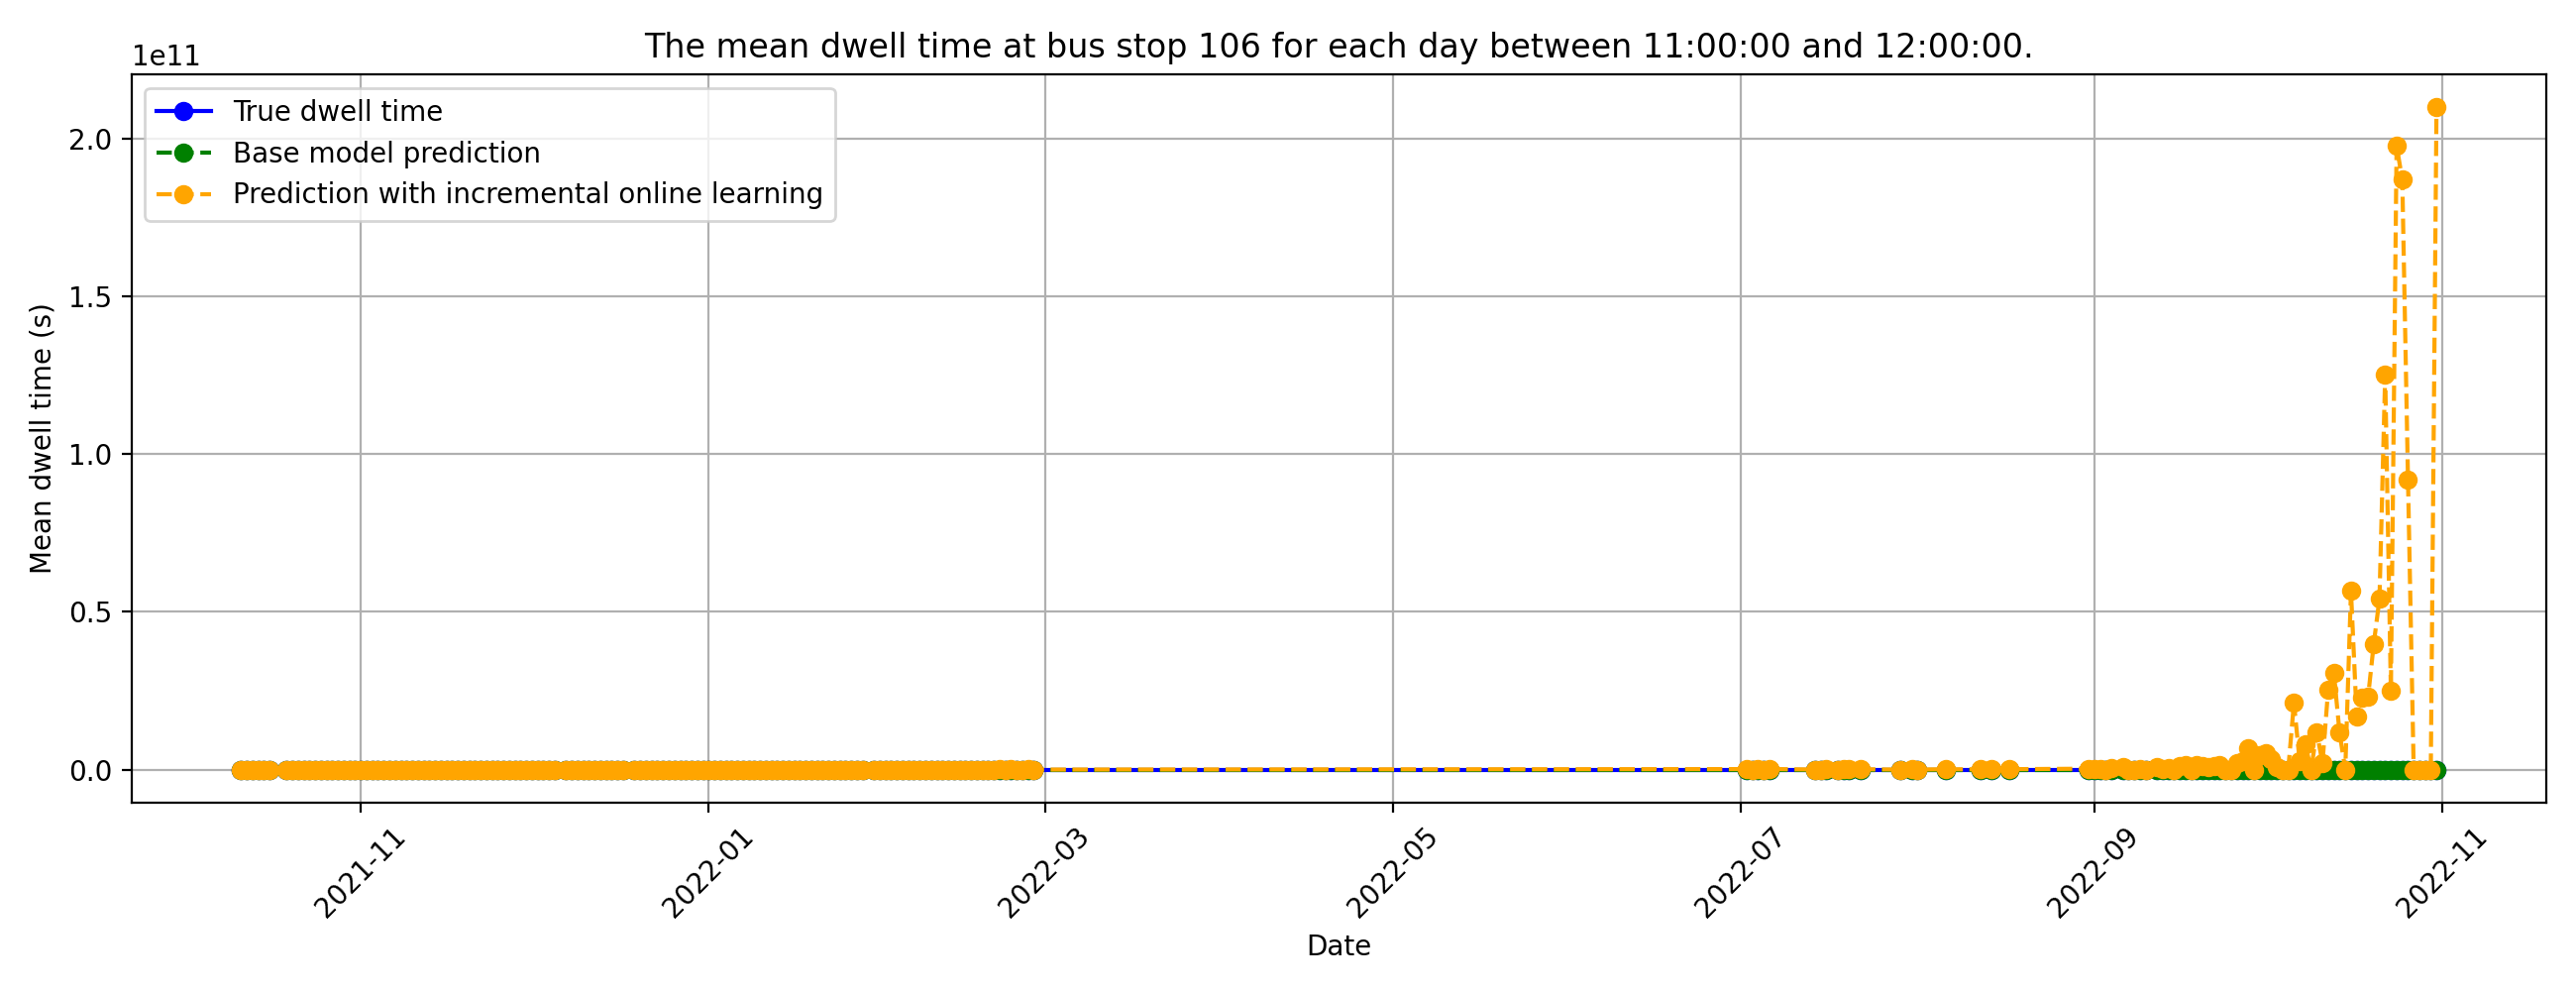 The mean dwell time at bus stop 106 for each day between 11:00:00 and 12:00:00.
1e11
True dwell time
Base model prediction
Prediction with incremental online learning
2.0
1.5
1.0
0.5
0.0
Mean dwell time (s)
2021-11
2022-01
2022-03
2022-05
2022-07
2022-09
2022-11
Date